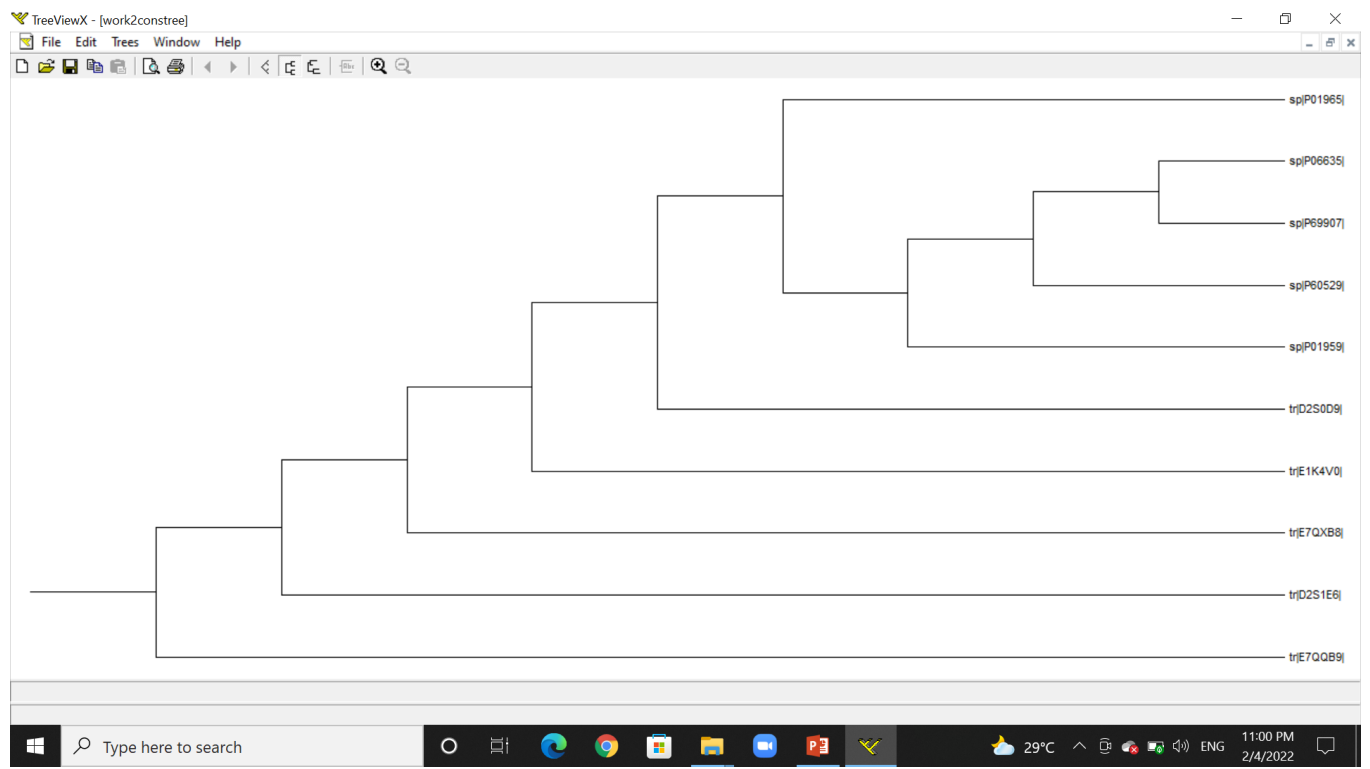 TreeViewX - [work2constree]
File Edit Trees Window Help
sp|P01965|
sp|P06635|
sp|P69907|
sp|P60529|
sp|P01959|
tr|D2S0D9|
tr|E1K4V0|
tr|E7QXB8|
tr|D2S1E6|
tr|E7QQB9|
Type here to search
29°C
ENG
11:00 PM
2/4/2022